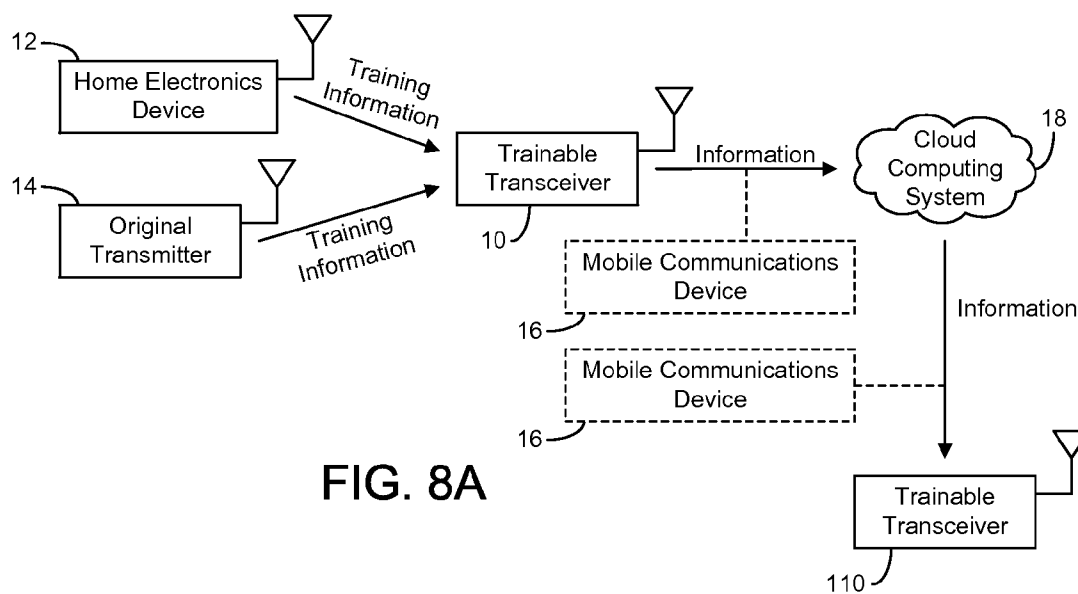 12
Home Electronics
Device
Training
Information
14
Original
Transmitter
Training
Information
Trainable
Transceiver
10
Information
Cloud
Computing
System
18
Mobile Communications
Device
16
Information
Mobile Communications
Device
16
FIG. 8A
Trainable
Transceiver
110